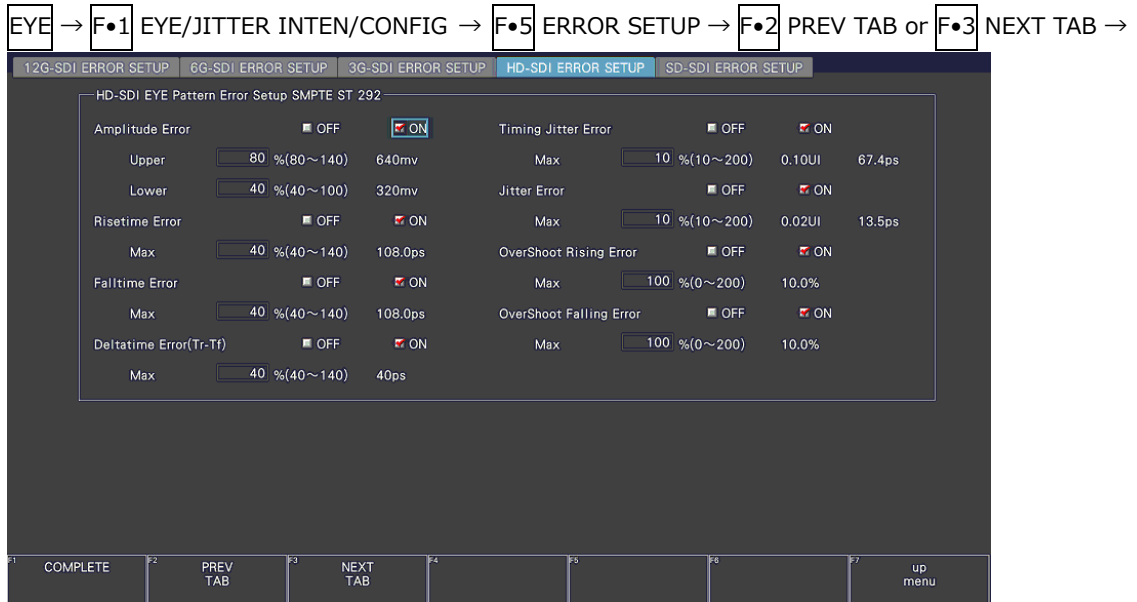 EYE → F•1 EYE/JITTER INTEN/CONFIG → F•5 ERROR SETUP → F•2 PREV TAB or F•3 NEXT TAB →
12G-SDI ERROR SETUP 6G-SDI ERROR SETUP 3G-SDI ERROR SETUP HD-SDI ERROR SETUP SD-SDI ERROR SETUP
HD-SDI EYE Pattern Error Setup SMPTE ST 292
Amplitude Error OFF ON Timing Jitter Error OFF ON
Upper 80 %(80～140) 640mv Max 10 %(10～200) 0.10UI 67.4ps
Lower 40 %(40～100) 320mv Jitter Error OFF ON
Risetime Error OFF ON Max 10 %(10～200) 0.02UI 13.5ps
Max 40 %(40～140) 108.0ps OverShoot Rising Error OFF ON
Falltime Error OFF ON Max 100 %(0～200) 10.0%
Max 40 %(40～140) 108.0ps OverShoot Falling Error OFF ON
Deltatime Error(Tr-Tf) OFF ON Max 100 %(0～200) 10.0%
Max 40 %(40～140) 40ps
F1 COMPLETE F2 PREV TAB F3 NEXT TAB F4 F5 F6 F7 up menu